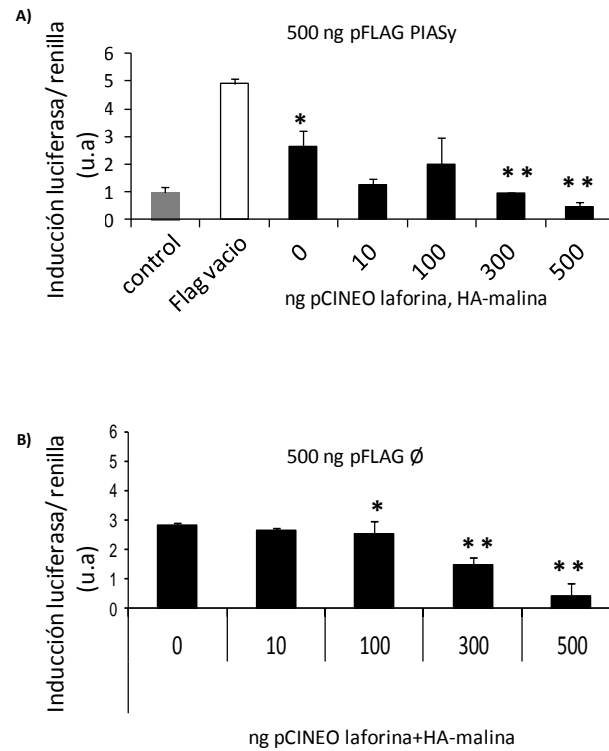 A)
500 ng pFLAG PIASy
Inducción luciferasa/ renilla
(u.a)
6
5
4
3
2
1
0
*
* *
* *
control
Flag vacio
0
10
100
300
500
ng pCINEO laforina, HA-malina
B)
500 ng pFLAG Ø
Inducción luciferasa/ renilla
(u.a)
6
5
4
3
2
1
0
*
* *
* *
0 10 100 300 500
ng pCINEO laforina+HA-malina